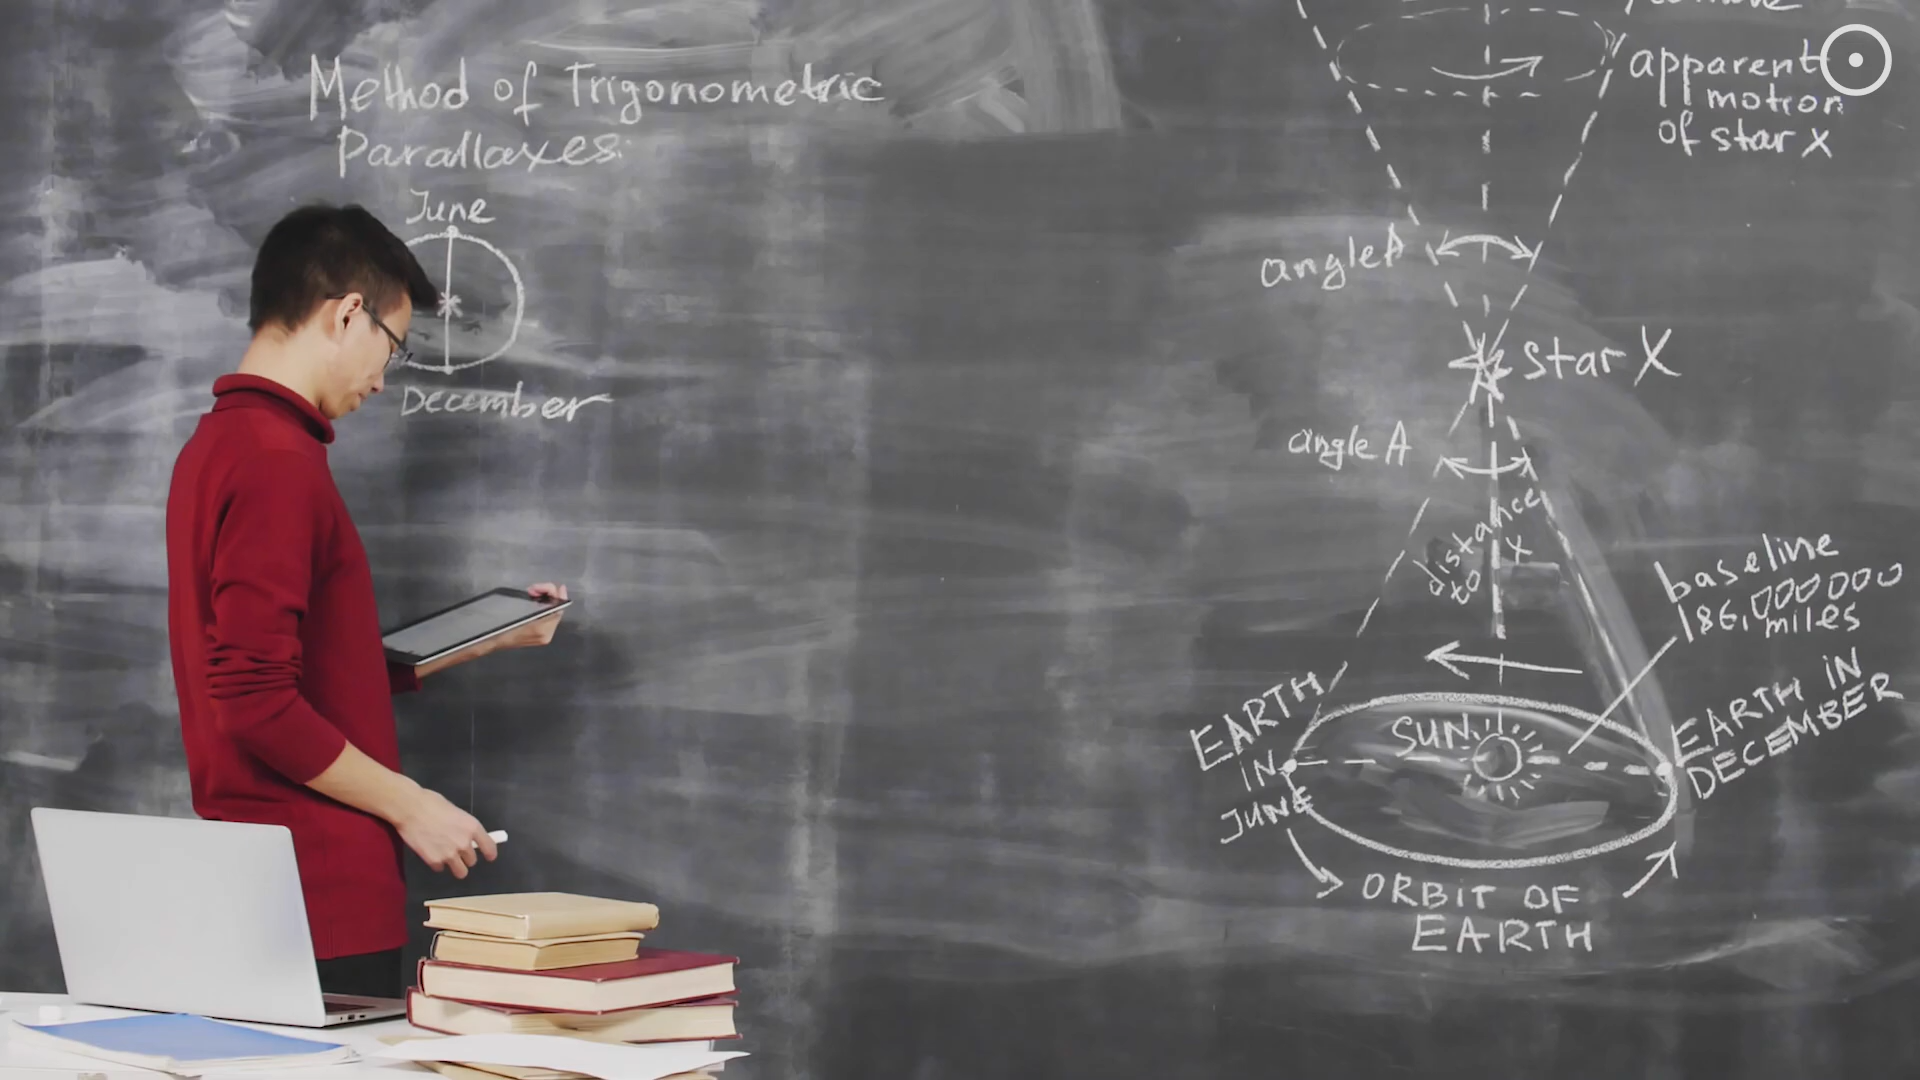 Method of Trigonometric
Parallaxes:
June
December
apparent
motion
of star X
angle A
star X
angle A
distance
to X
baseline
186,000000
miles
EARTH
IN
JUNE
SUN
EARTH IN
DECEMBER
ORBIT OF
EARTH